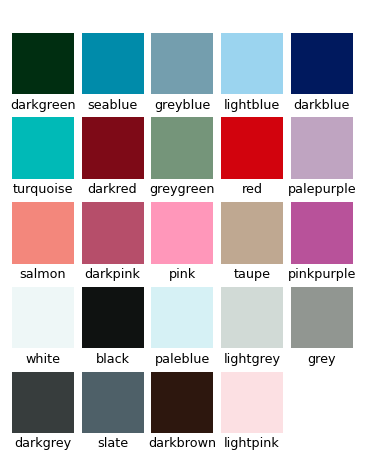 darkgreen seablue greyblue lightblue darkblue
turquoise darkred greygreen red palepurple
salmon darkpink pink taupe pinkpurple
white black paleblue lightgrey grey
darkgrey slate darkbrown lightpink